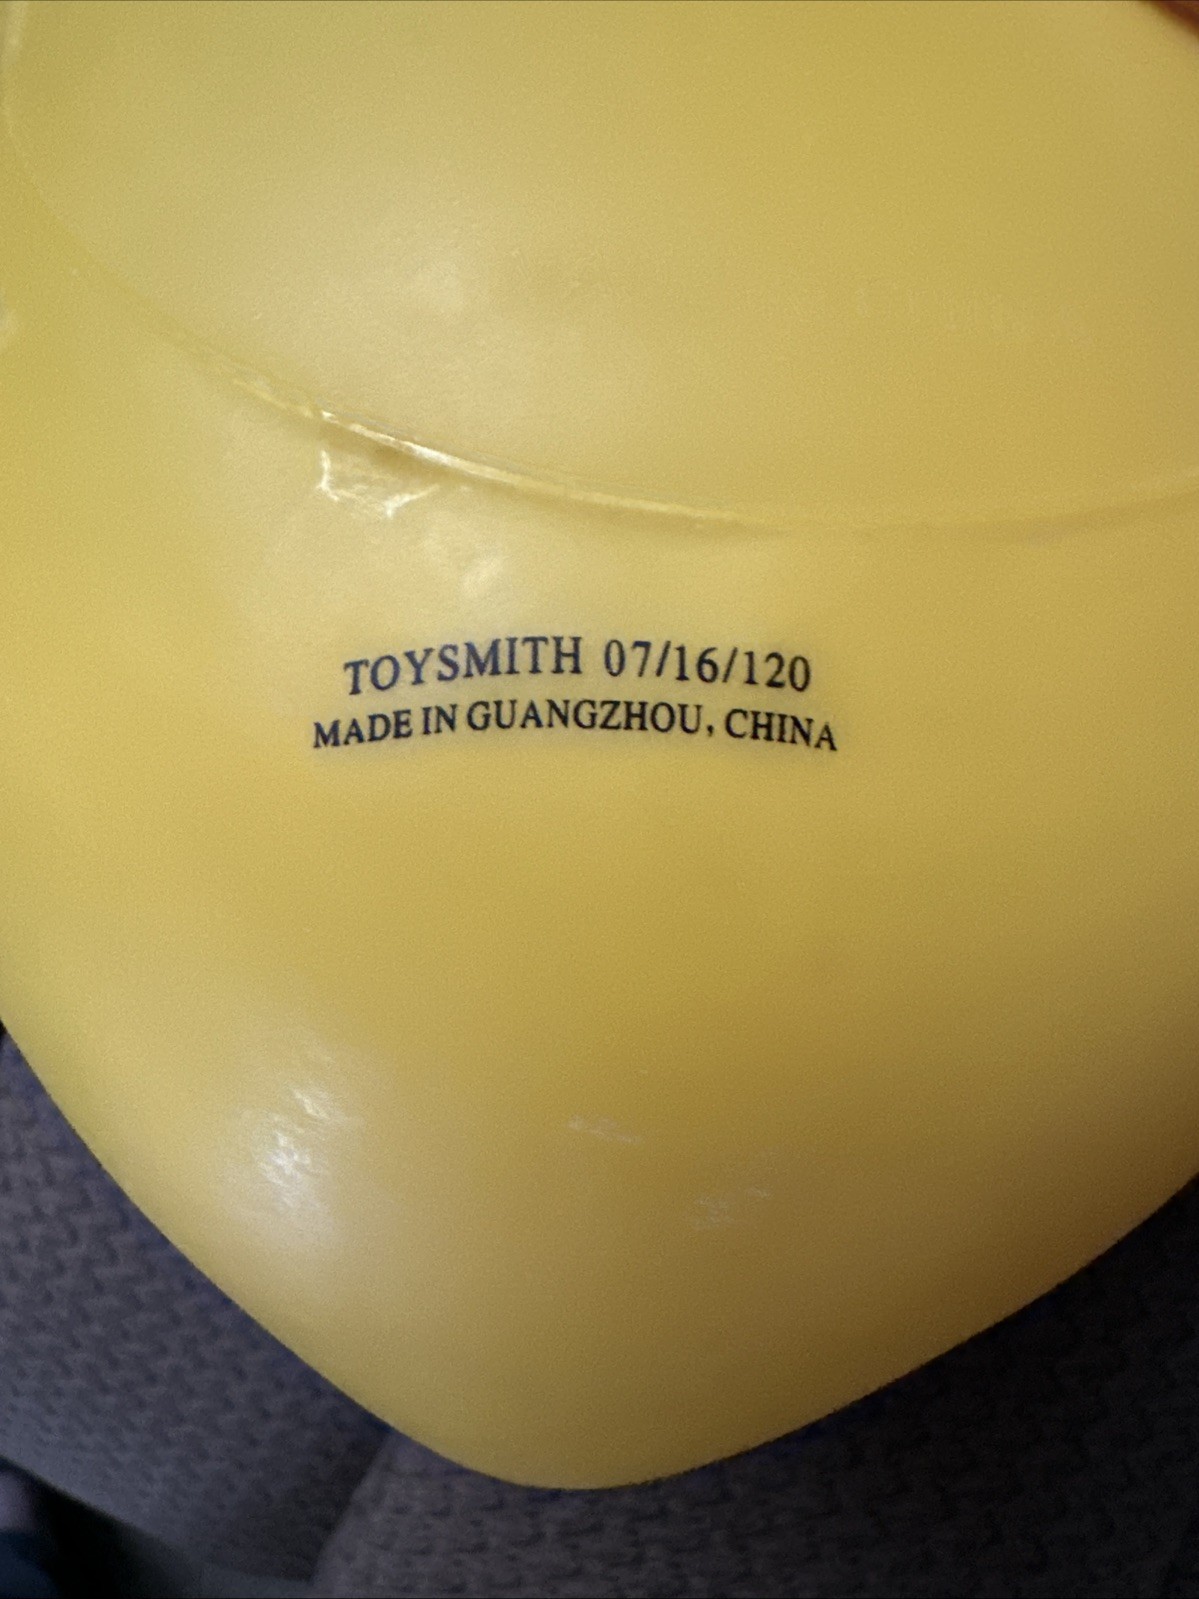 TOYSMITH 07/16/120
MADE IN GUANGZHOU, CHINA